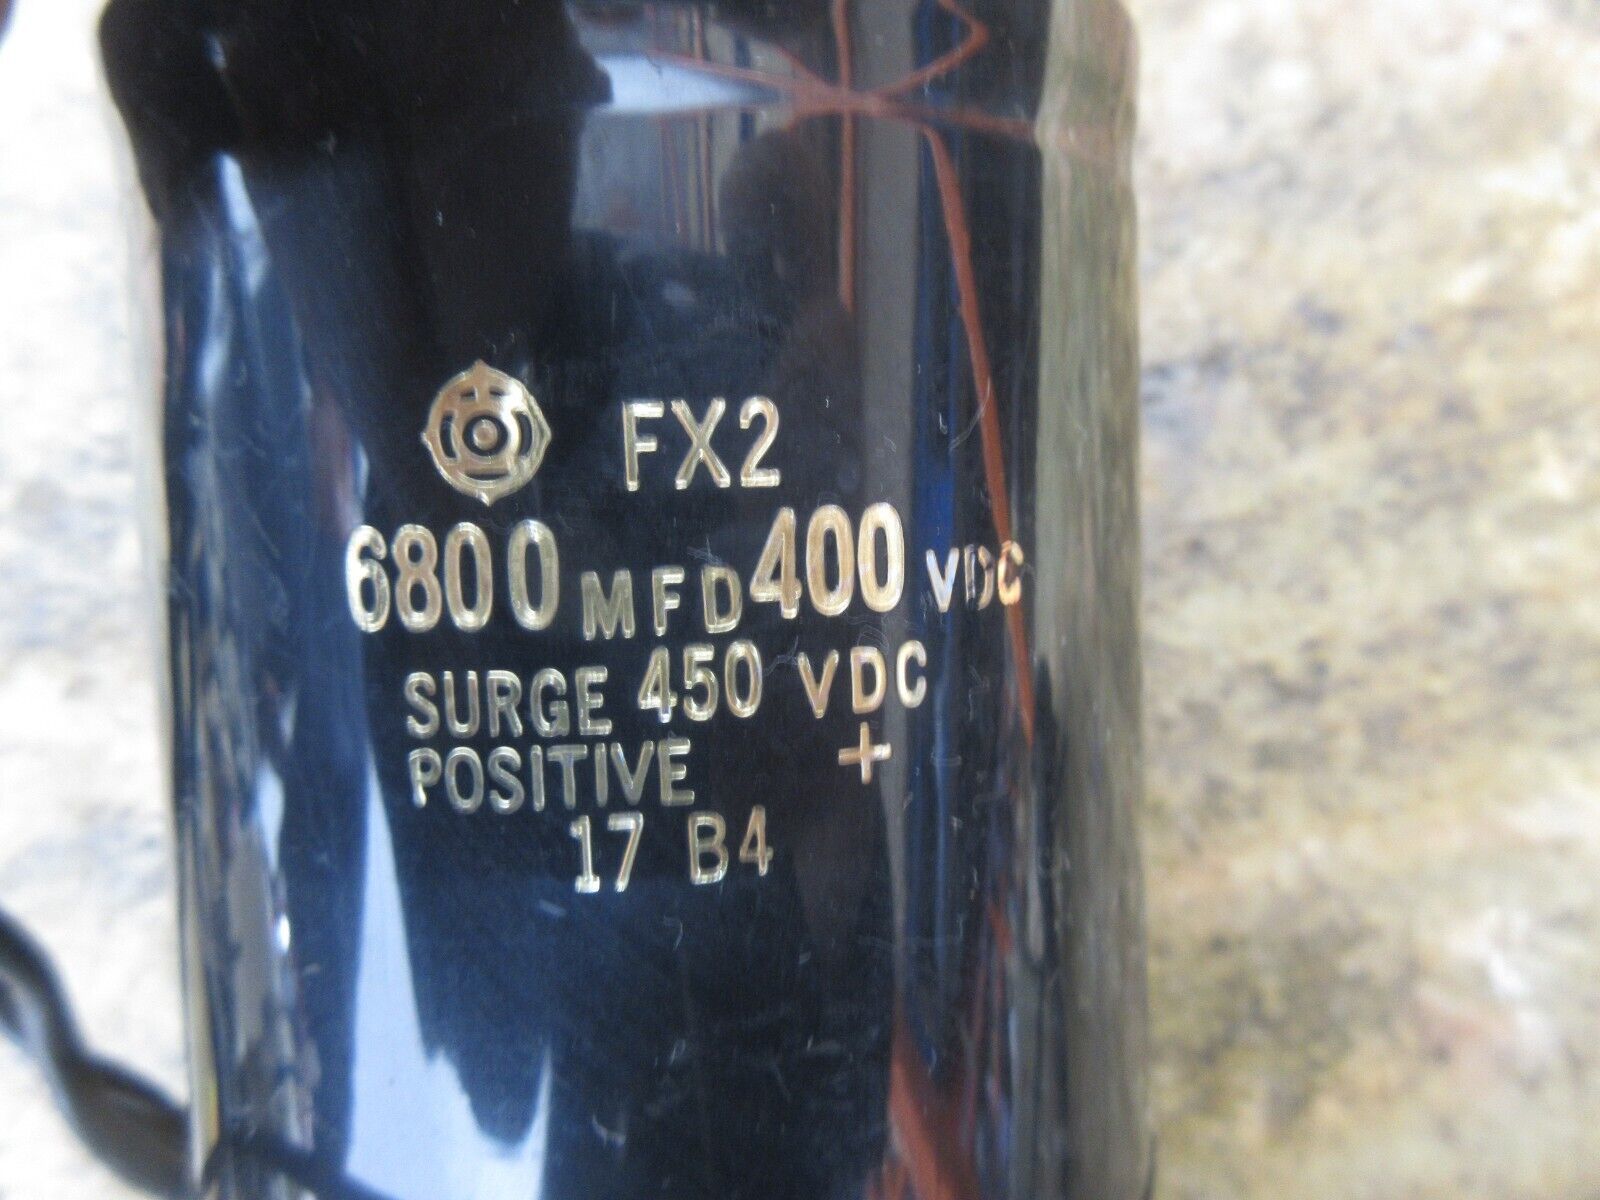 FX2
6800 MFD 400 VDC
SURGE 450 VDC
POSITIVE +
17 B4